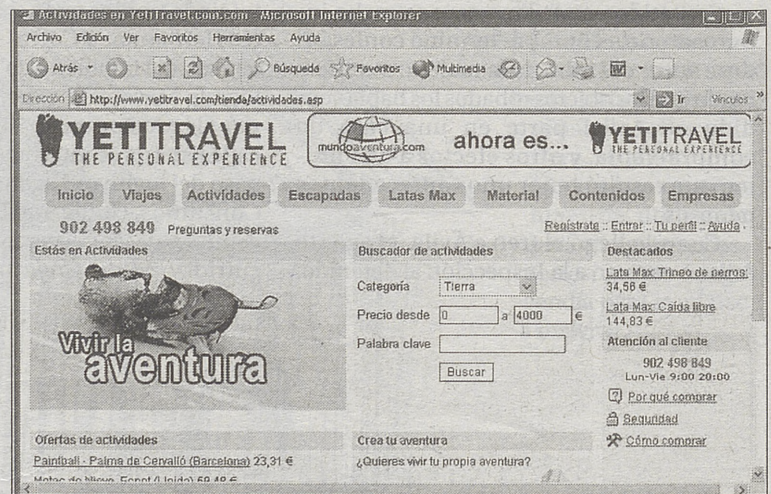 Actividades en YetiTravel.com.com - Microsoft Internet Explorer
Archivo Edición Ver Favoritos Herramientas Ayuda
Atrás Búsqueda Favoritos Multimedia
Dirección http://www.yetitravel.com/tienda/actividades.asp Ir Vínculos »
YETITRAVEL
THE PERSONAL EXPERIENCE
mundoaventura.com ahora es... YETITRAVEL
THE PERSONAL EXPERIENCE
Inicio Viajes Actividades Escapadas Latas Max Material Contenidos Empresas
902 498 849 Preguntas y reservas
Regístrate :: Entrar :: Tu perfil :: Ayuda
Estás en Actividades
Vivir la
aventura
Buscador de actividades
Categoría Tierra
Precio desde 0 a 4000 €
Palabra clave
Buscar
Destacados
Lata Max: Trineo de perros:
34,56 €
Lata Max: Caída libre
144,83 €
Atención al cliente
902 498 849
Lun-Vie 9:00 20:00
Por qué comprar
Seguridad
Cómo comprar
Ofertas de actividades
Paintball - Palma de Cervalló (Barcelona) 23,31 €
Motos de Nieve
Crea tu aventura
¿Quieres vivir tu propia aventura?